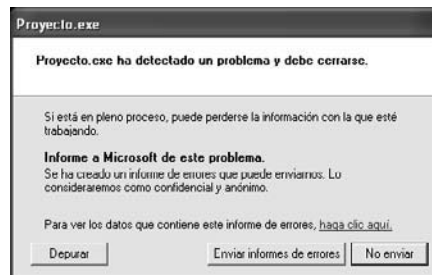 Proyecto.exe
Proyecto.exe ha detectado un problema y debe cerrarse.
Si está en pleno proceso, puede perderse la información con la que esté
trabajando.
Informe a Microsoft de este problema.
Se ha creado un informe de errores que puede enviarnos. Lo
consideraremos como confidencial y anónimo.
Para ver los datos que contiene este informe de errores, haga clic aquí.
Depurar
Enviar informes de errores
No enviar